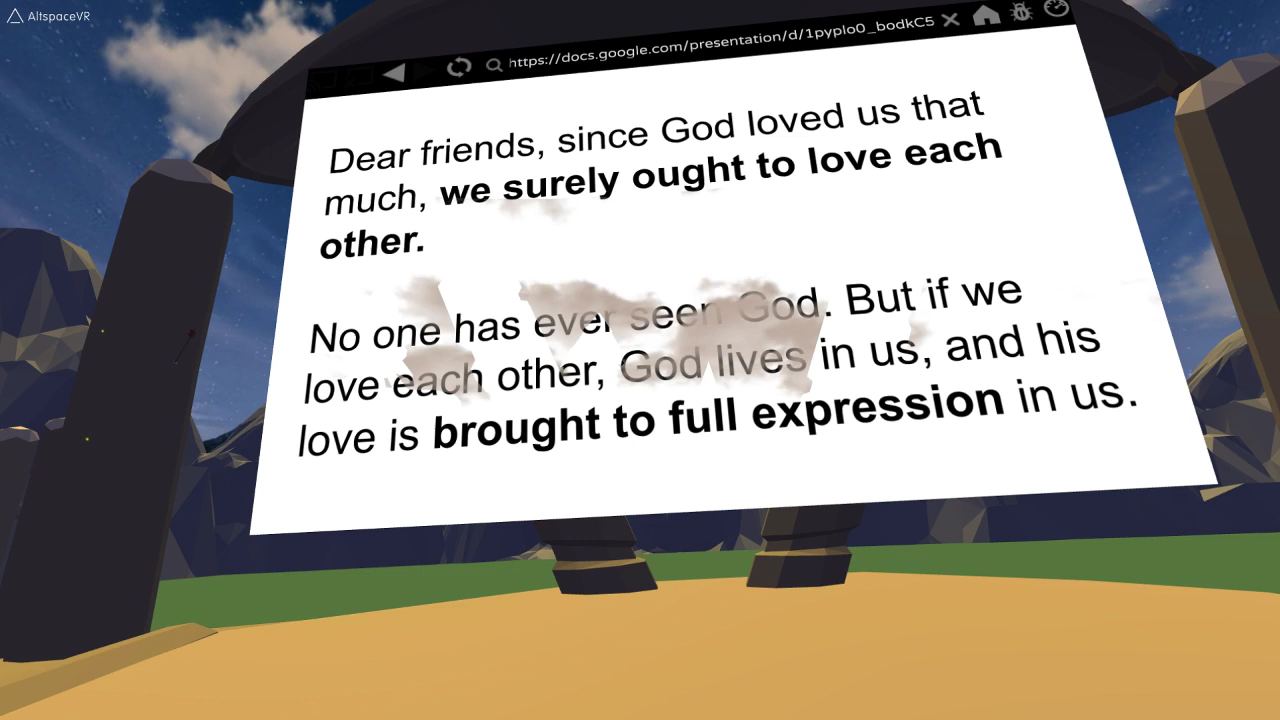 AltspaceVR
https://docs.google.com/presentation/d/1pyplo0_bodkC5
Dear friends, since God loved us that
much, we surely ought to love each
other.
No one has ever seen God. But if we
love each other, God lives in us, and his
love is brought to full expression in us.